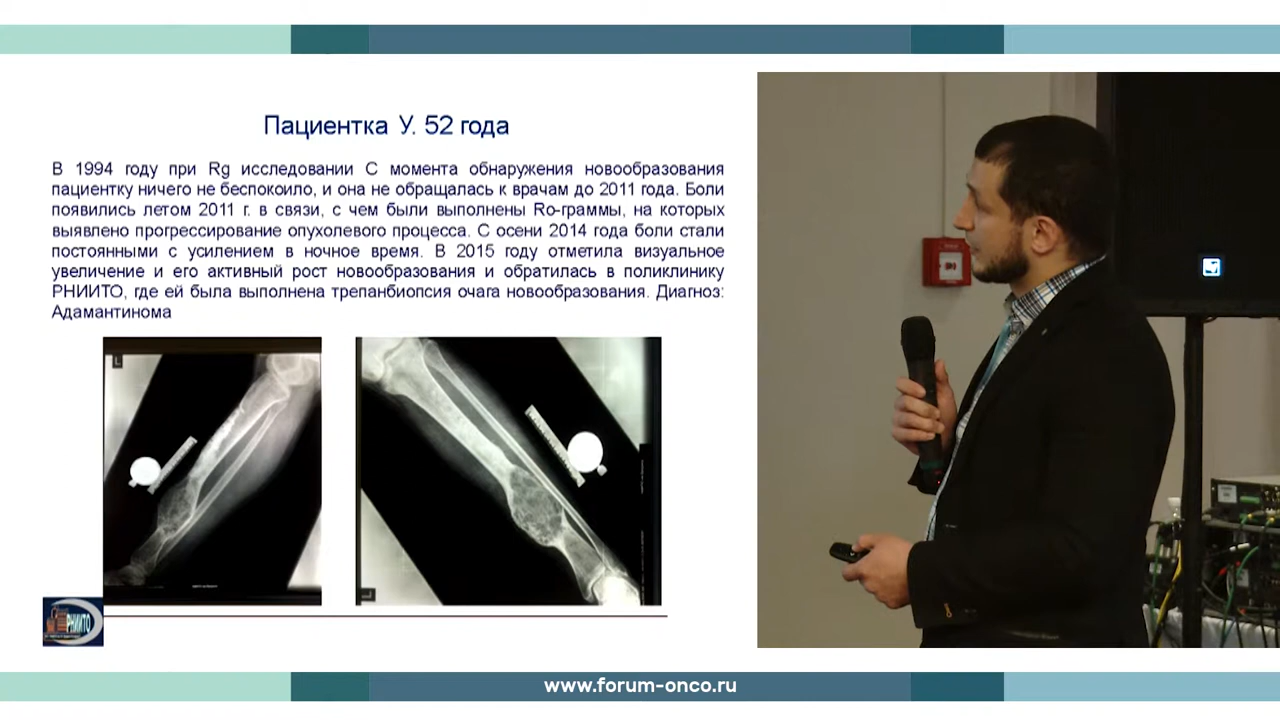 Пациентка У. 52 года
В 1994 году при Rg исследовании С момента обнаружения новообразования
пациентку ничего не беспокоило, и она не обращалась к врачам до 2011 года. Боли
появились летом 2011 г. в связи, с чем были выполнены Ro-граммы, на которых
выявлено прогрессирование опухолевого процесса. С осени 2014 года боли стали
постоянными с усилением в ночное время. В 2015 году отметила визуальное
увеличение и его активный рост новообразования и обратилась в поликлинику
РНИИТО, где ей была выполнена трепанбиопсия очага новообразования. Диагноз:
Адамантинома
L
РНИИТО
www.forum-onco.ru